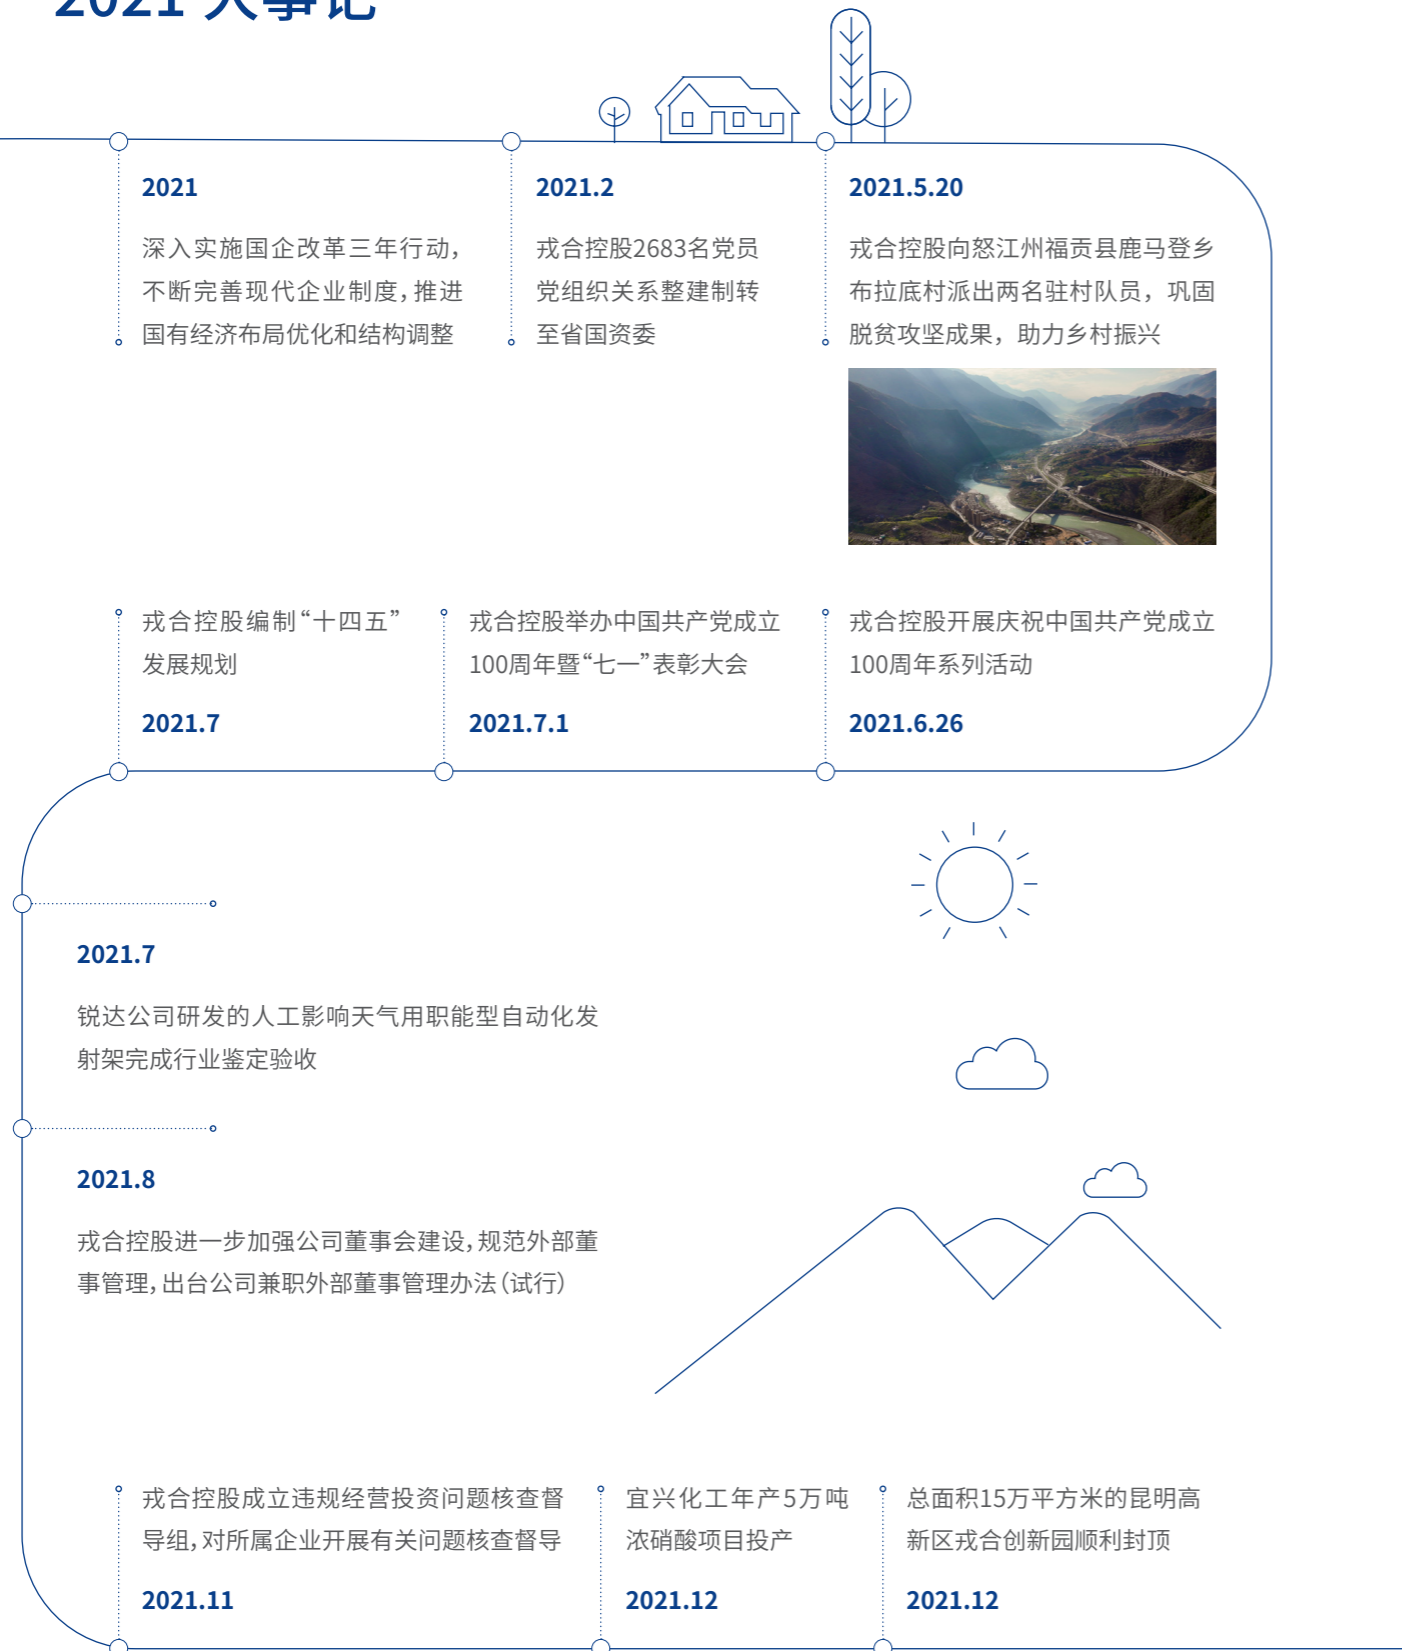 2021 大事记
2021
深入实施国企改革三年行动，
不断完善现代企业制度，推进
国有经济布局优化和结构调整
2021.2
戎合控股2683名党员
党组织关系整建制转
至省国资委
2021.5.20
戎合控股向怒江州福贡县鹿马登乡
布拉底村派出两名驻村队员，巩固
脱贫攻坚成果，助力乡村振兴
戎合控股开展庆祝中国共产党成立
100周年系列活动
2021.6.26
戎合控股举办中国共产党成立
100周年暨“七一”表彰大会
2021.7.1
戎合控股编制“十四五”
发展规划
2021.7
2021.7
锐达公司研发的人工影响天气用职能型自动化发
射架完成行业鉴定验收
2021.8
戎合控股进一步加强公司董事会建设，规范外部董
事管理，出台公司兼职外部董事管理办法（试行）
戎合控股成立违规经营投资问题核查督
导组，对所属企业开展有关问题核查督导
2021.11
宜兴化工年产5万吨
浓硝酸项目投产
2021.12
总面积15万平方米的昆明高
新区戎合创新园顺利封顶
2021.12